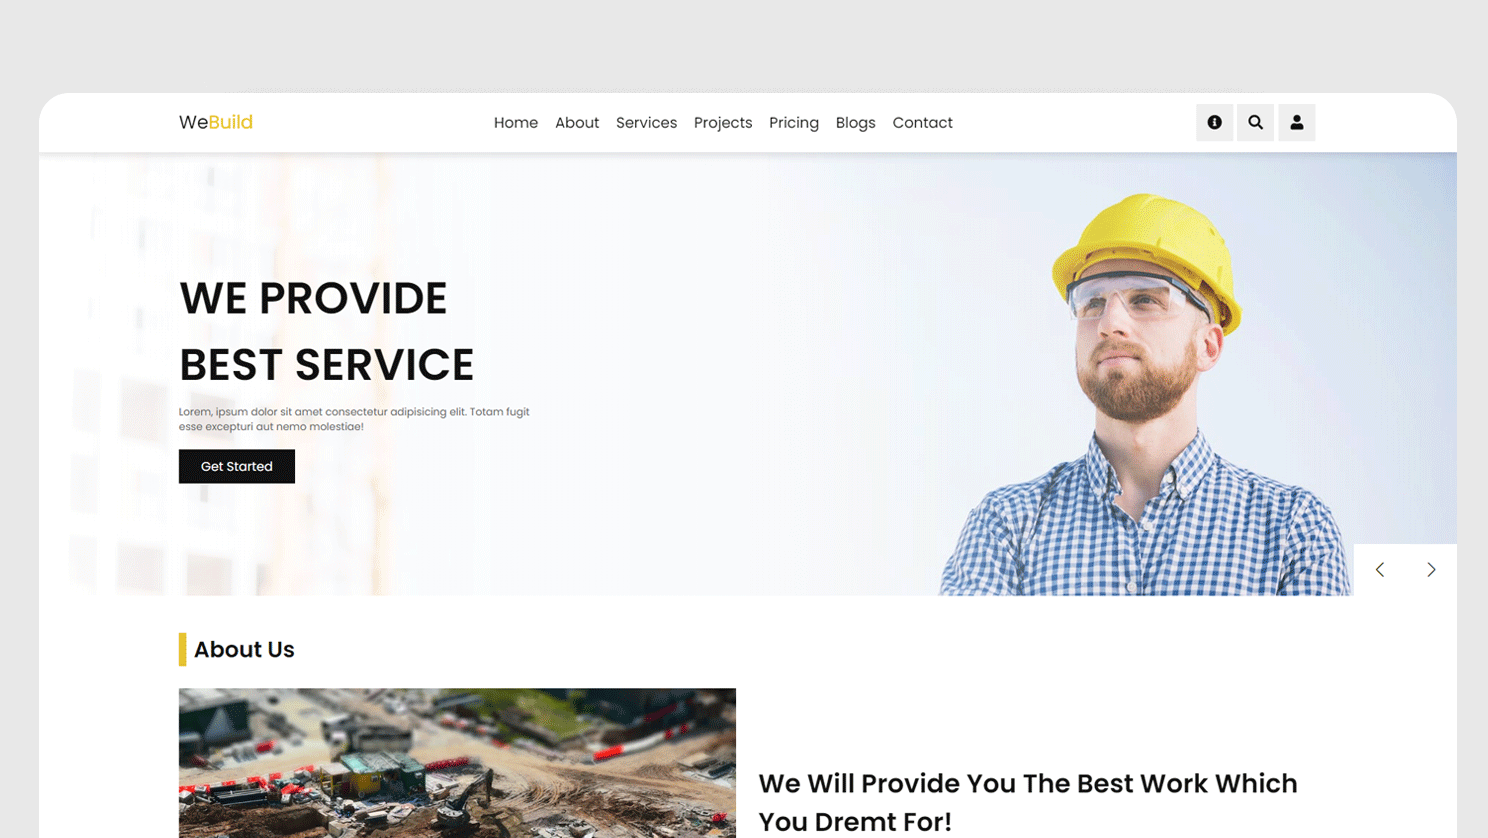 WeBuild
Home About Services Projects Pricing Blogs Contact
WE PROVIDE
BEST SERVICE
Lorem, ipsum dolor sit amet consectetur adipisicing elit. Totam fugit
esse excepturi aut nemo molestiae!
Get Started
About Us
We Will Provide You The Best Work Which
You Dremt For!